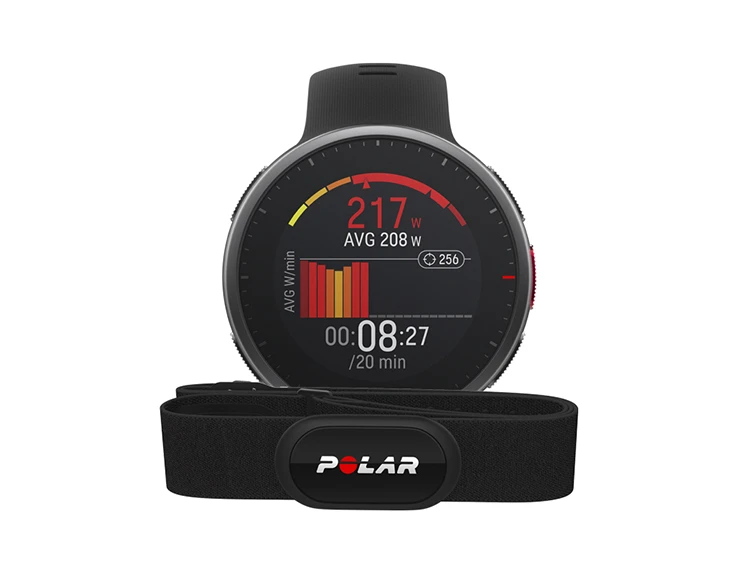 217 W
AVG 208 W
256
AVG W/min
00:08:27
/20 min
POLAR